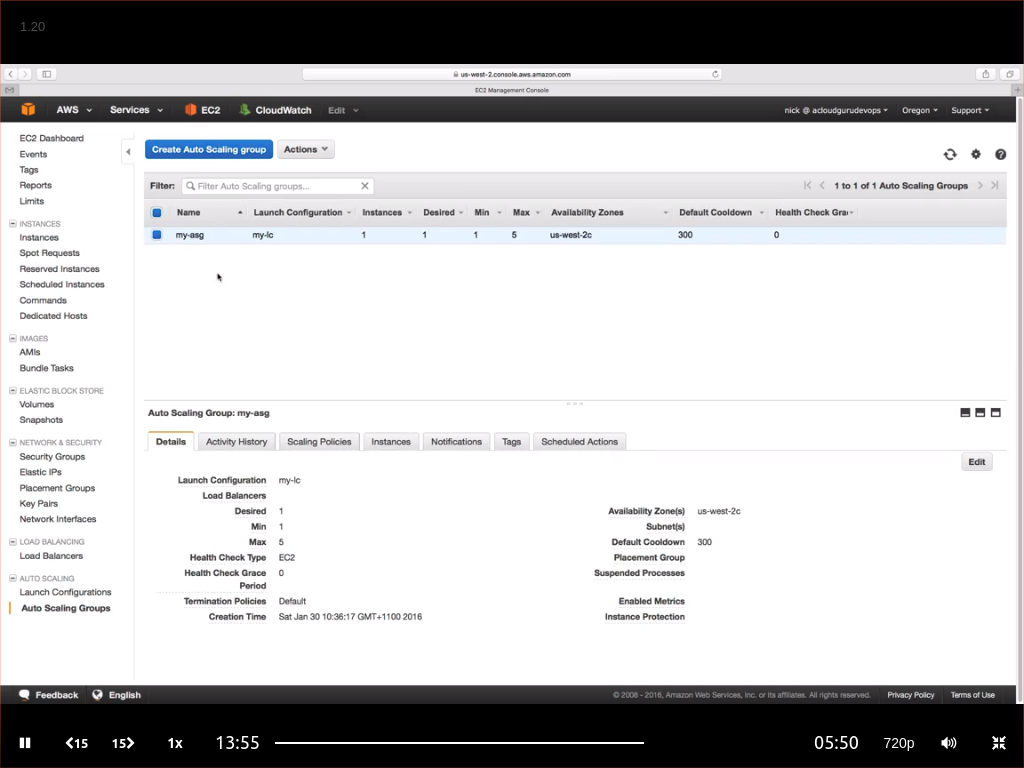 1.20
us-west-2.console.aws.amazon.com
EC2 Management Console
AWS Services EC2 CloudWatch Edit nick @ acloudgurudevops Oregon Support
EC2 Dashboard
Events
Tags
Reports
Limits
INSTANCES
Instances
Spot Requests
Reserved Instances
Scheduled Instances
Commands
Dedicated Hosts
IMAGES
AMIs
Bundle Tasks
ELASTIC BLOCK STORE
Volumes
Snapshots
NETWORK & SECURITY
Security Groups
Elastic IPs
Placement Groups
Key Pairs
Network Interfaces
LOAD BALANCING
Load Balancers
AUTO SCALING
Launch Configurations
Auto Scaling Groups
Create Auto Scaling group Actions
Filter: Filter Auto Scaling groups... 1 to 1 of 1 Auto Scaling Groups
Name Launch Configuration Instances Desired Min Max Availability Zones Default Cooldown Health Check Gra
my-asg my-lc 1 1 1 5 us-west-2c 300 0
Auto Scaling Group: my-asg
Details Activity History Scaling Policies Instances Notifications Tags Scheduled Actions
Edit
Launch Configuration my-lc
Load Balancers
Desired 1 Availability Zone(s) us-west-2c
Min 1 Subnet(s)
Max 5 Default Cooldown 300
Health Check Type EC2 Placement Group
Health Check Grace 0 Suspended Processes
Period
Termination Policies Default Enabled Metrics
Creation Time Sat Jan 30 10:36:17 GMT+1100 2016 Instance Protection
Feedback English © 2008 - 2016, Amazon Web Services, Inc. or its affiliates. All rights reserved. Privacy Policy Terms of Use
15 15 1x 13:55 05:50 720p